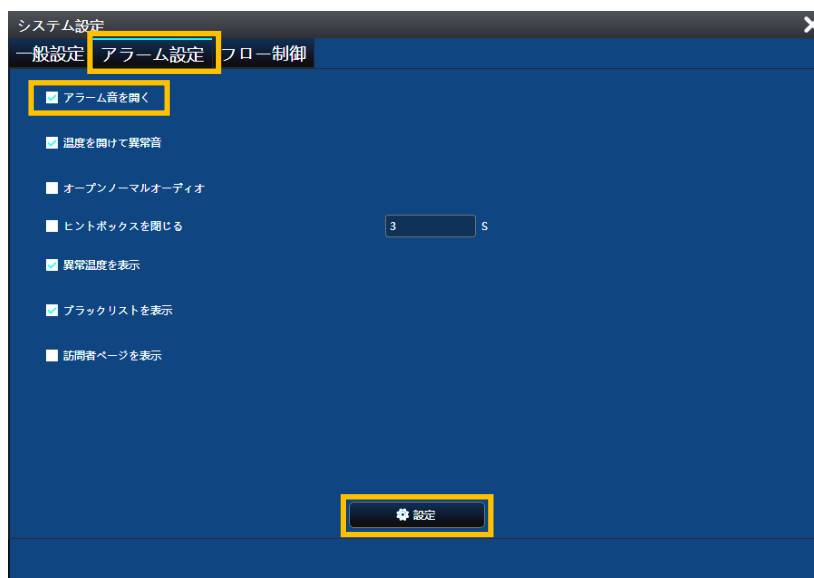 システム設定
一般設定 アラーム設定 フロー制御
アラーム音を開く
温度を開けて異常音
オープンノーマルオーディオ
ヒントボックスを閉じる 3 S
異常温度を表示
ブラックリストを表示
訪問者ページを表示
設定